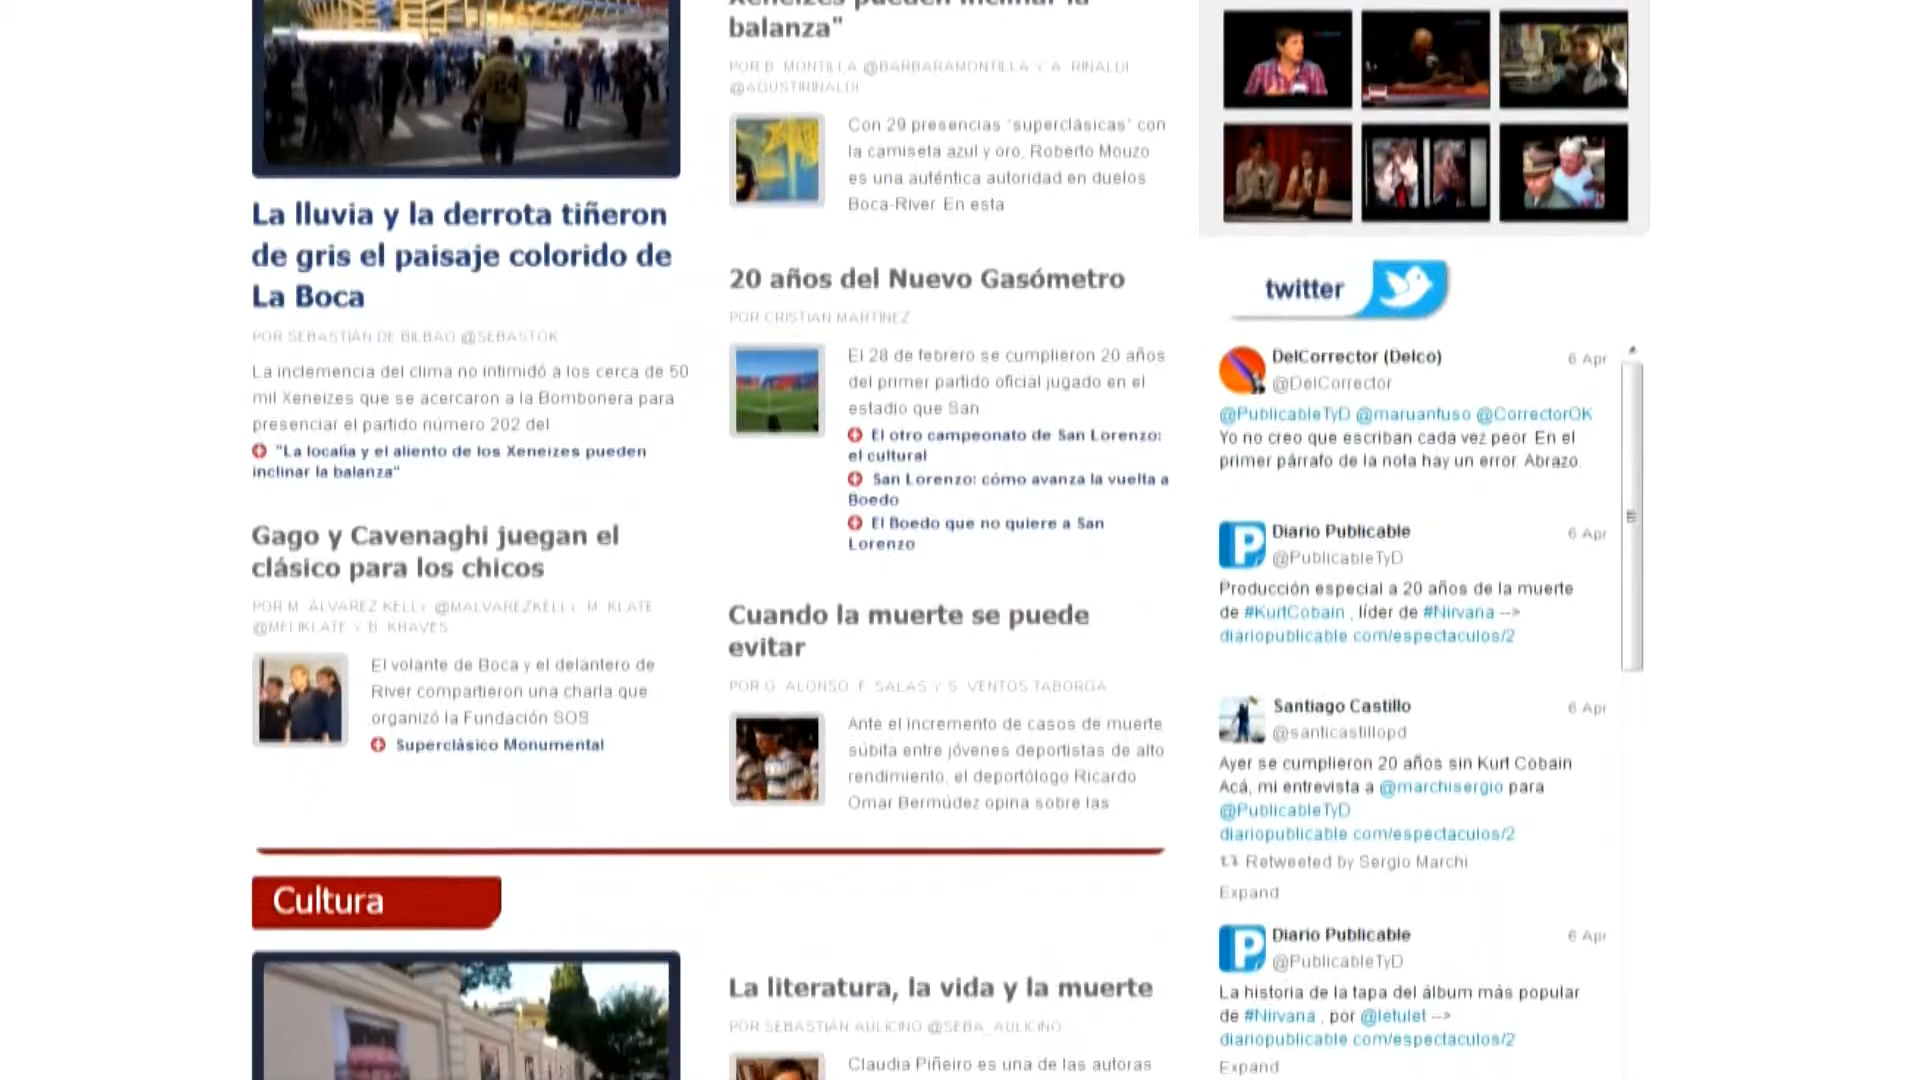 La lluvia y la derrota tiñeron
de gris el paisaje colorido de
La Boca
POR SEBASTIÁN DE BILBAO @SEBASTOK
La inclemencia del clima no intimidó a los cerca de 50
mil Xeneizes que se acercaron a la Bombonera para
presenciar el partido número 202 del
"La localía y el aliento de los Xeneizes pueden
inclinar la balanza"
Gago y Cavenaghi juegan el
clásico para los chicos
POR M. ALVAREZ KELLY @MALVAREZKELLY, M. KLATE
@MELIKLATE Y B. KHAVES
El volante de Boca y el delantero de
River compartieron una charla que
organizó la Fundación SOS
Superclásico Monumental
Xeneizes pueden inclinar la
balanza"
POR B. MONTILLA @BARBARAMONTILLA Y A. RINALDI
@AGUSTIRINALDI
Con 29 presencias "superclásicas" con
la camiseta azul y oro, Roberto Mouzo
es una auténtica autoridad en duelos
Boca-River. En esta
20 años del Nuevo Gasómetro
POR CRISTIAN MARTINEZ
El 28 de febrero se cumplieron 20 años
del primer partido oficial jugado en el
estadio que San
El otro campeonato de San Lorenzo:
el cultural
San Lorenzo: cómo avanza la vuelta a
Boedo
El Boedo que no quiere a San
Lorenzo
Cuando la muerte se puede
evitar
POR G. ALONSO, F. SALAS Y S. VENTOS TABORGA
Ante el incremento de casos de muerte
súbita entre jóvenes deportistas de alto
rendimiento, el deportólogo Ricardo
Omar Bermúdez opina sobre las
Cultura
La literatura, la vida y la muerte
POR SEBASTIÁN AULICINO @SEBA_AULICINO
Claudia Piñeiro es una de las autoras
twitter
DelCorrector (Delco) 6 Apr
@DelCorrector
@PublicableTyD @maruanfuso @CorrectorOK
Yo no creo que escriban cada vez peor. En el
primer párrafo de la nota hay un error. Abrazo.
Diario Publicable 6 Apr
@PublicableTyD
Producción especial a 20 años de la muerte
de #KurtCobain , líder de #Nirvana -->
diariopublicable.com/espectaculos/2
Santiago Castillo 6 Apr
@santicastillopd
Ayer se cumplieron 20 años sin Kurt Cobain
Acá, mi entrevista a @marchisergio para
@PublicableTyD
diariopublicable.com/espectaculos/2
Retweeted by Sergio Marchi
Expand
Diario Publicable 6 Apr
@PublicableTyD
La historia de la tapa del álbum más popular
de #Nirvana , por @letulet -->
diariopublicable.com/espectaculos/2
Expand